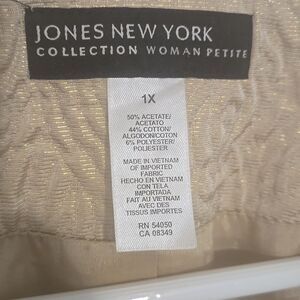 JONES NEW YORK
COLLECTION WOMAN PETITE
1X
50% ACETATE/
ACETATO
44% COTTON/
ALGODON/COTON
6% POLYESTER/
POLIESTER
MADE IN VIETNAM
OF IMPORTED
FABRIC
HECHO EN VIETNAM
CON TELA
IMPORTADA
FAIT AU VIETNAM
AVEC DES
TISSUS IMPORTES
RN 54050
CA 08349